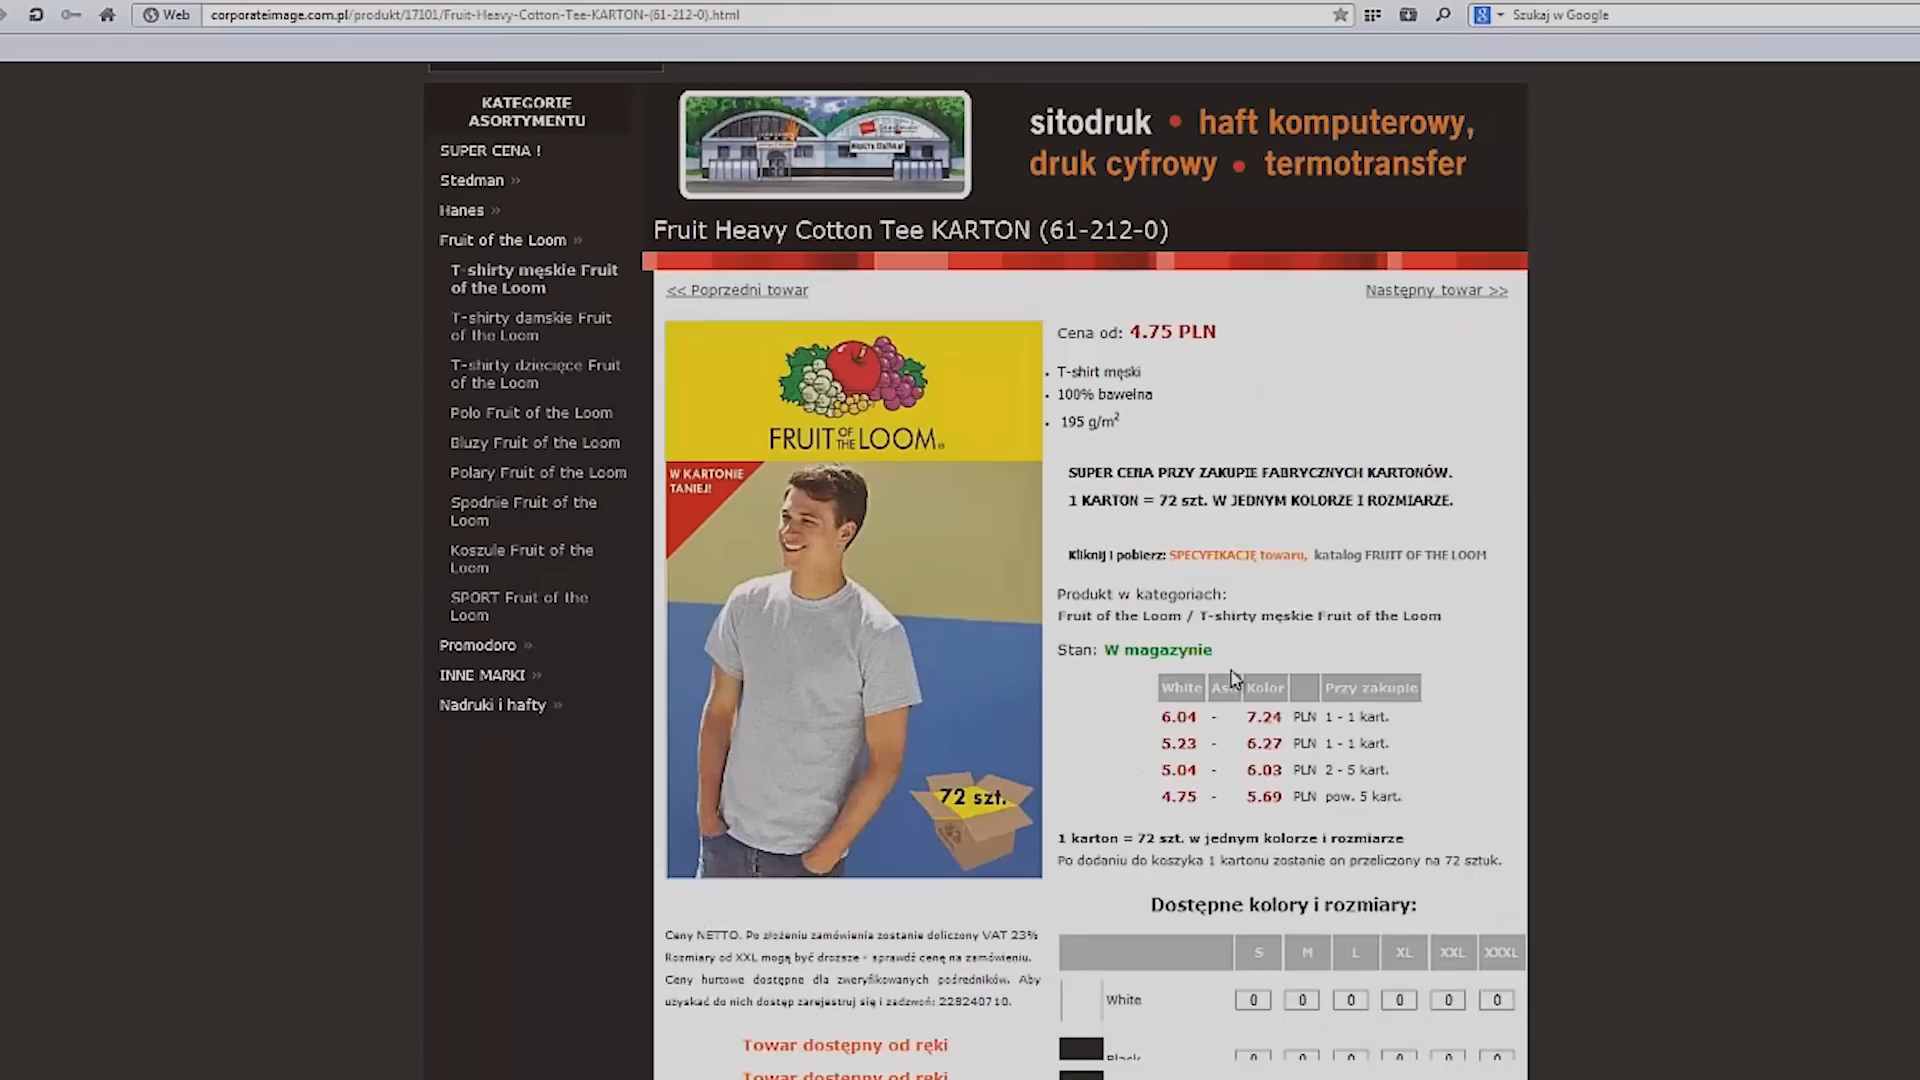 Web
corporateimage.com.pl/produkt/17101/Fruit-Heavy-Cotton-Tee-KARTON-(61-212-0).html
Szukaj w Google
KATEGORIE
ASORTYMENTU
SUPER CENA !
Stedman »
Hanes »
Fruit of the Loom »
T-shirty męskie Fruit
of the Loom
T-shirty damskie Fruit
of the Loom
T-shirty dziecięce Fruit
of the Loom
Polo Fruit of the Loom
Bluzy Fruit of the Loom
Polary Fruit of the Loom
Spodnie Fruit of the
Loom
Koszule Fruit of the
Loom
SPORT Fruit of the
Loom
Promodoro »
INNE MARKI »
Nadruki i hafty »
sitodruk • haft komputerowy,
druk cyfrowy • termotransfer
Fruit Heavy Cotton Tee KARTON (61-212-0)
<< Poprzedni towar
Następny towar >>
FRUIT OF THE LOOM
W KARTONIE
TANIEJ!
72 szt.
Cena od: 4.75 PLN
• T-shirt męski
• 100% bawełna
• 195 g/m²
SUPER CENA PRZY ZAKUPIE FABRYCZNYCH KARTONÓW.
1 KARTON = 72 szt. W JEDNYM KOLORZE I ROZMIARZE.
Kliknij i pobierz: SPECYFIKACJĘ towaru, katalog FRUIT OF THE LOOM
Produkt w kategoriach:
Fruit of the Loom / T-shirty męskie Fruit of the Loom
Stan: W magazynie
White Kolor Przy zakupie
6.04 - 7.24 PLN 1 - 1 kart.
5.23 - 6.27 PLN 1 - 1 kart.
5.04 - 6.03 PLN 2 - 5 kart.
4.75 - 5.69 PLN pow. 5 kart.
1 karton = 72 szt. w jednym kolorze i rozmiarze
Po dodaniu do koszyka 1 kartonu zostanie on przeliczony na 72 sztuk.
Dostępne kolory i rozmiary:
S M L XL XXL XXXL
White 0 0 0 0 0 0
Black 0 0 0 0 0 0
Ceny NETTO. Po złożeniu zamówienia zostanie doliczony VAT 23%
Rozmiary od XXL mogą być droższe - sprawdź cenę na zamówieniu.
Ceny hurtowe dostępne dla zweryfikowanych pośredników. Aby
uzyskać do nich dostęp zarejestruj się i zadzwoń: 228240710.
Towar dostępny od ręki
Towar dostępny od ręki